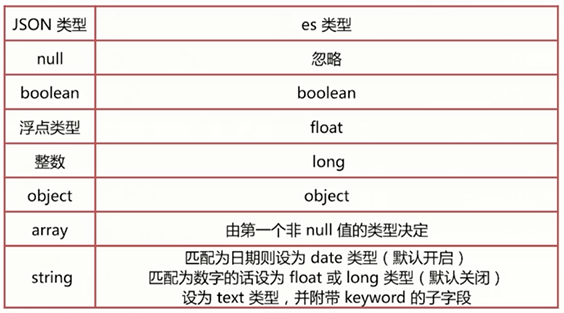 JSON 类型 es 类型
null 忽略
boolean boolean
浮点类型 float
整数 long
object object
array 由第一个非 null 值的类型决定
匹配为日期则设为 date 类型（默认开启）
string 匹配为数字的话设为 float 或 long 类型（默认关闭）
设为 text 类型，并附带 keyword 的子字段